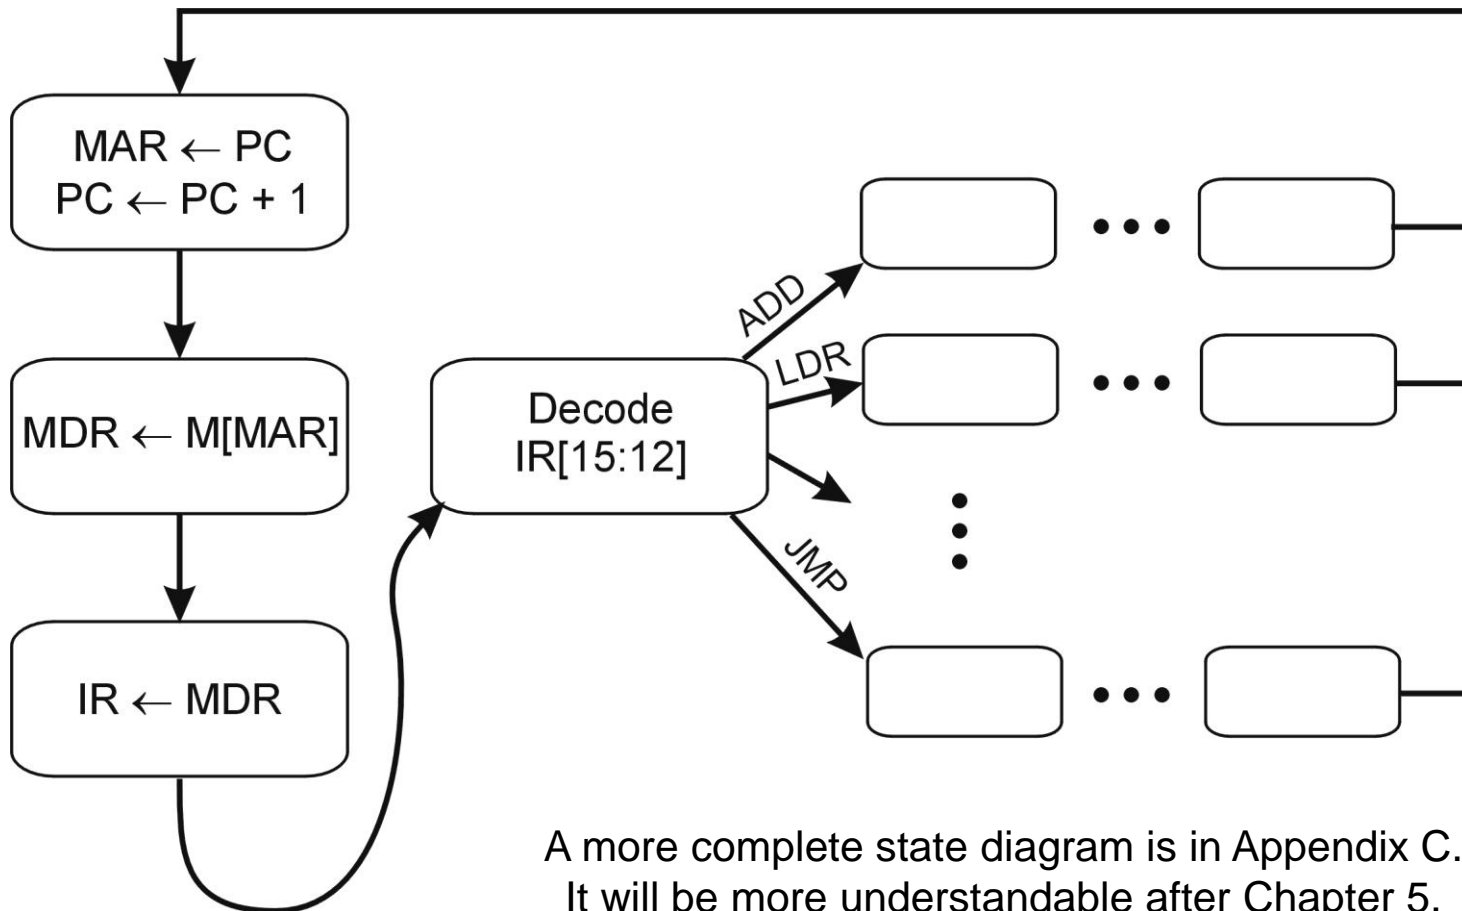 MAR ← PC
PC ← PC + 1
MDR ← M[MAR]
IR ← MDR
Decode
IR[15:12]
ADD
LDR
JMP
A more complete state diagram is in Appendix C.
It will be more understandable after Chapter 5.